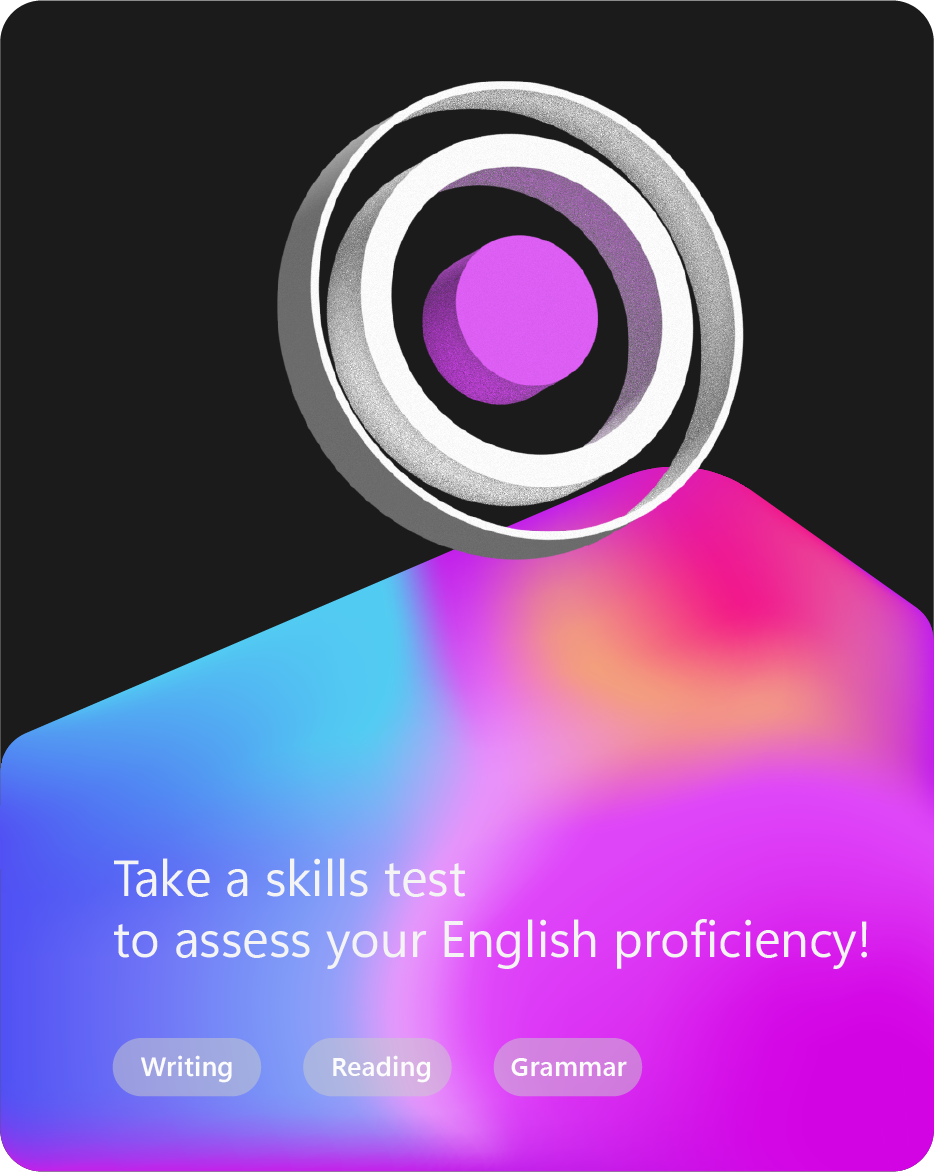 Take a skills test
to assess your English proficiency!
Writing Reading Grammar